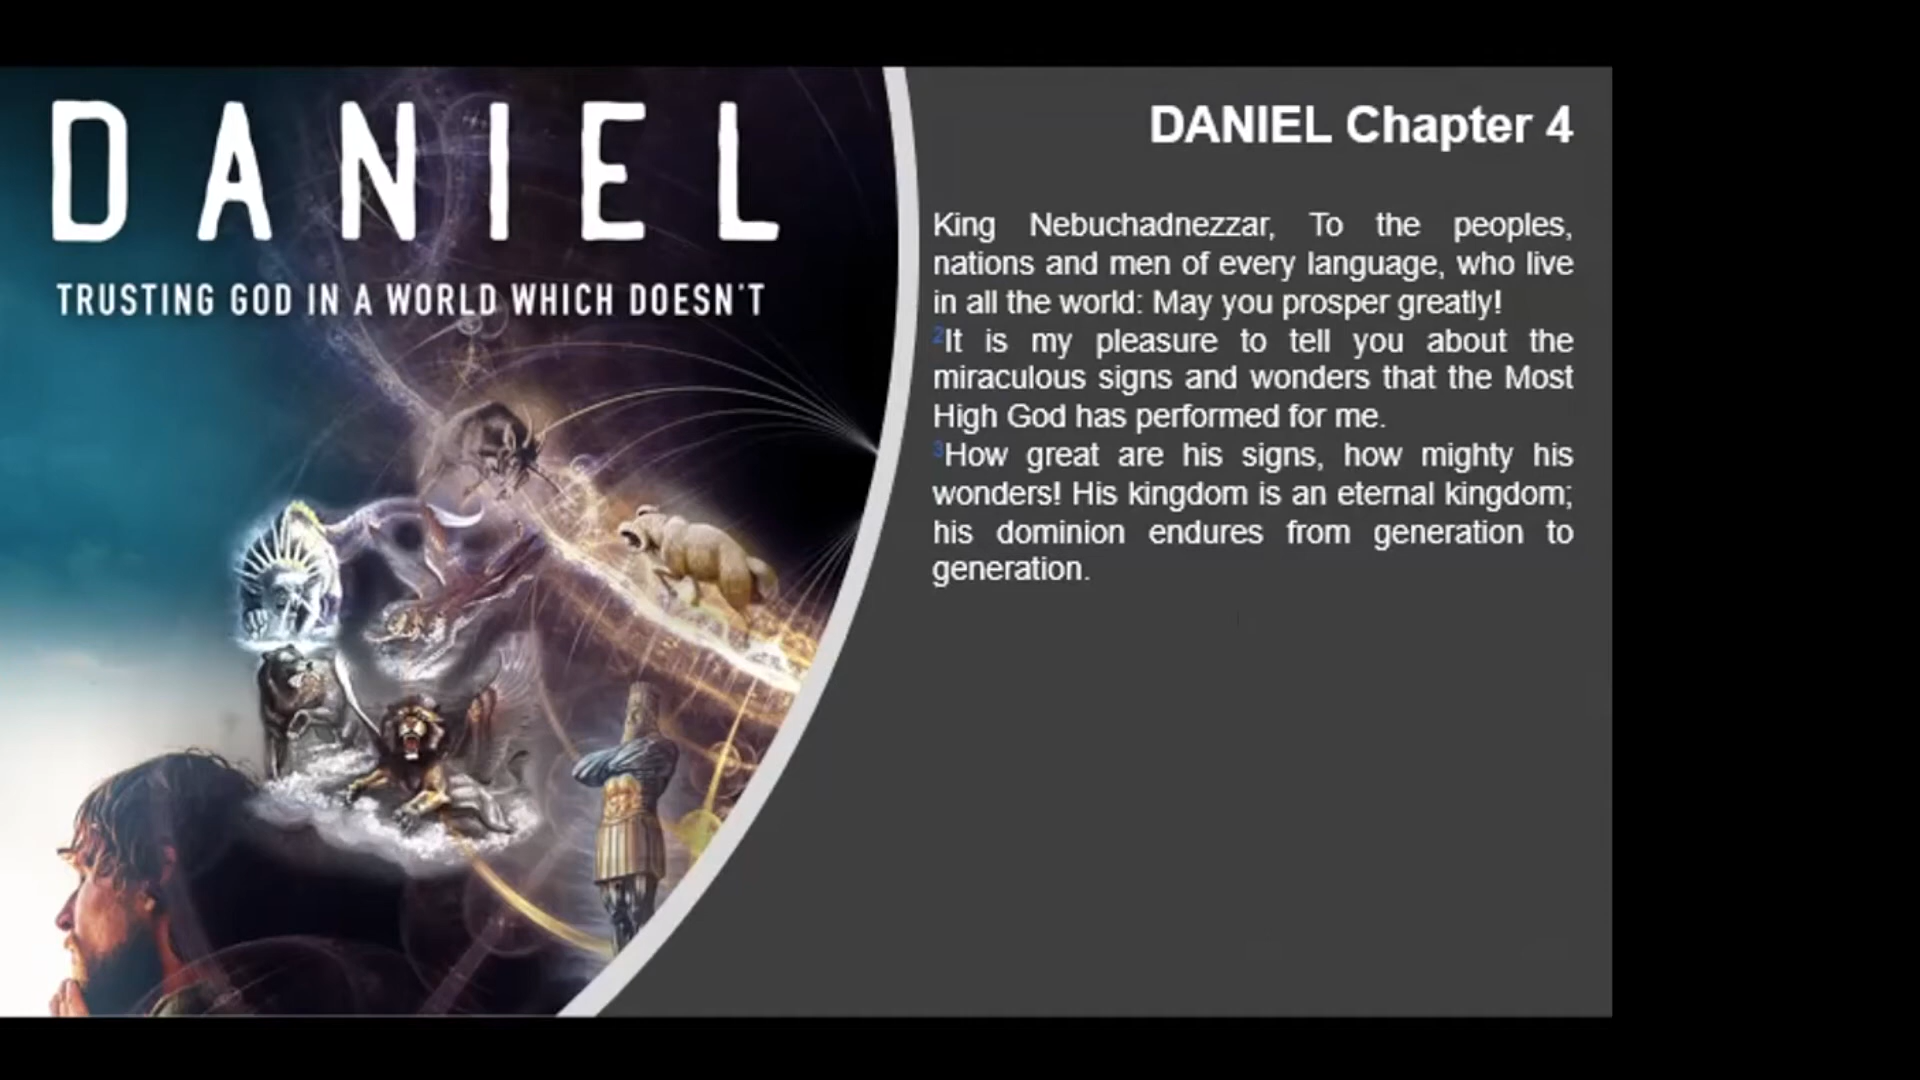 DANIEL
TRUSTING GOD IN A WORLD WHICH DOESN'T
DANIEL Chapter 4
King Nebuchadnezzar, To the peoples,
nations and men of every language, who live
in all the world: May you prosper greatly!
2It is my pleasure to tell you about the
miraculous signs and wonders that the Most
High God has performed for me.
3How great are his signs, how mighty his
wonders! His kingdom is an eternal kingdom;
his dominion endures from generation to
generation.